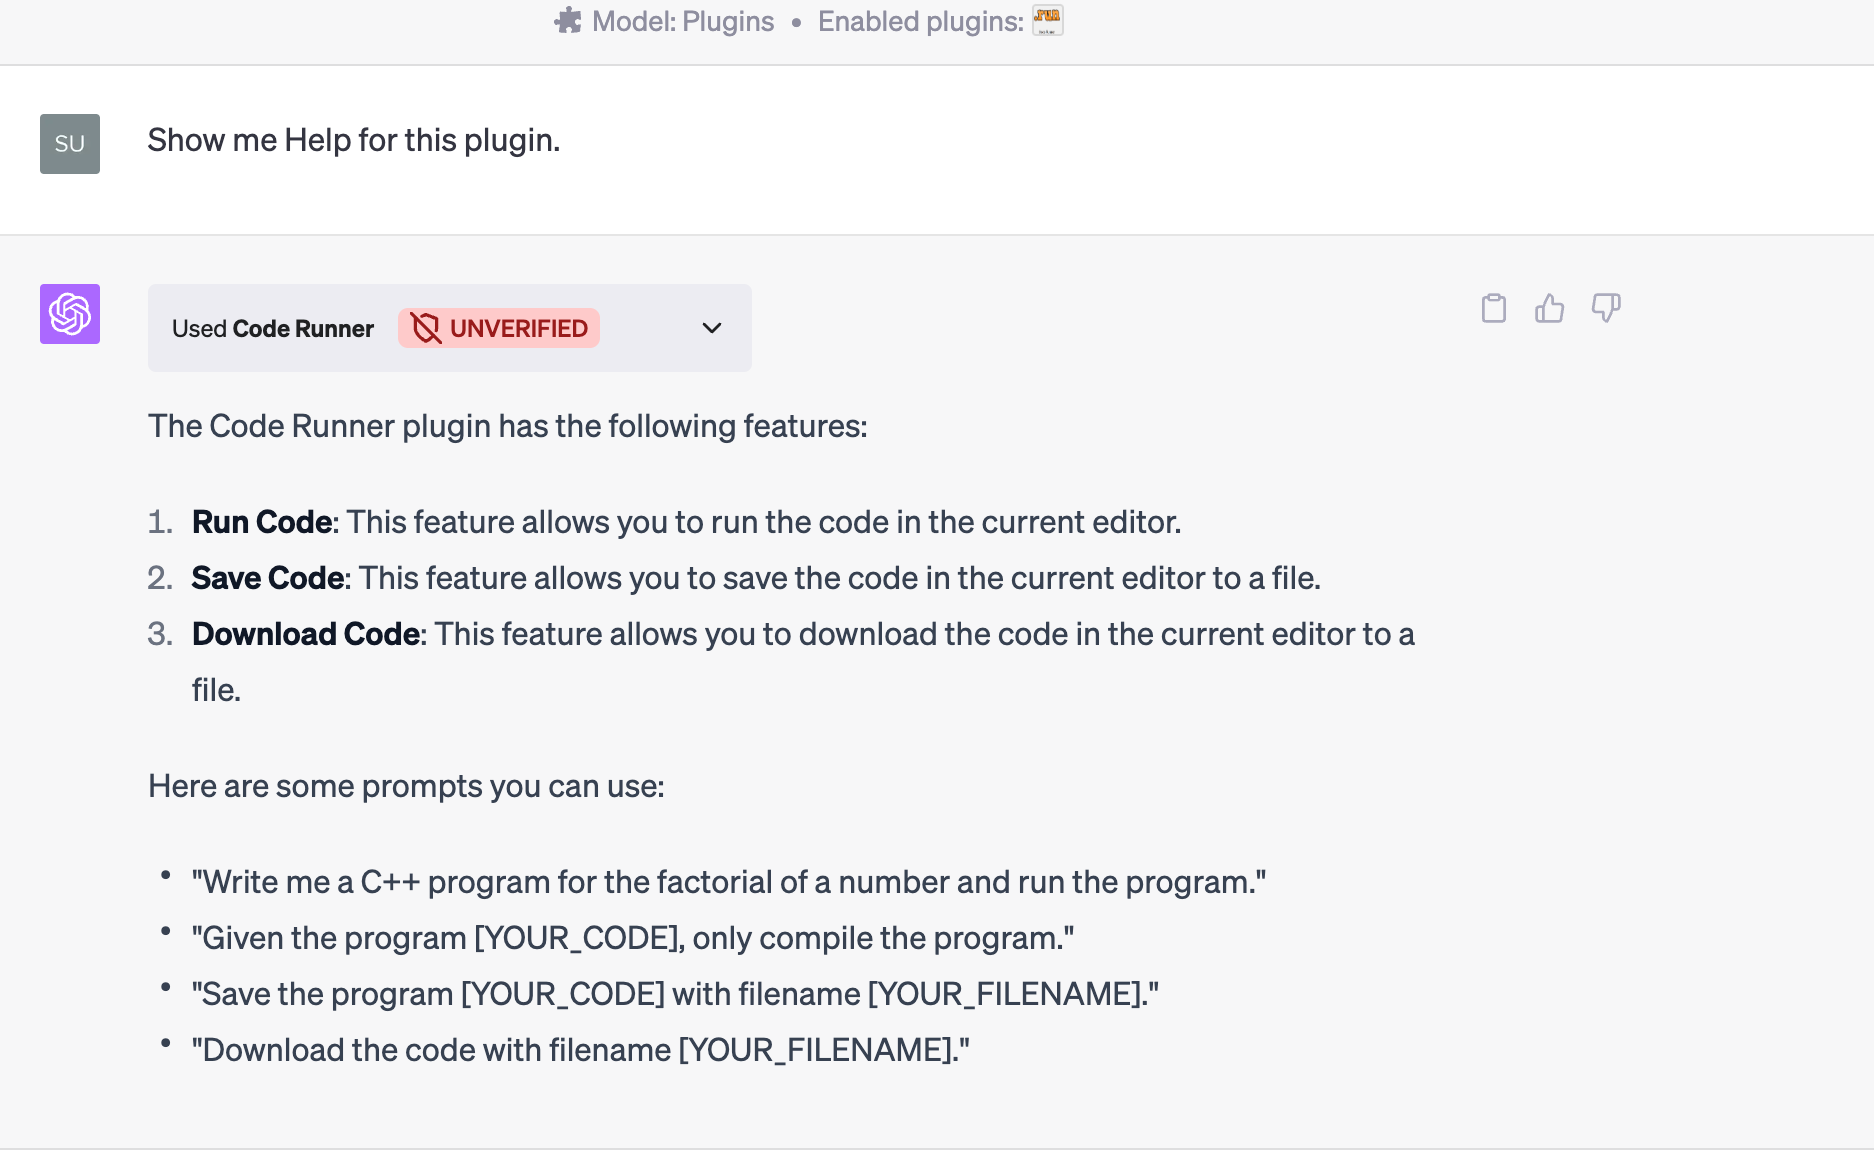 Model: Plugins • Enabled plugins:
SU
Show me Help for this plugin.
Used Code Runner UNVERIFIED
The Code Runner plugin has the following features:
1. Run Code: This feature allows you to run the code in the current editor.
2. Save Code: This feature allows you to save the code in the current editor to a file.
3. Download Code: This feature allows you to download the code in the current editor to a
file.
Here are some prompts you can use:
• "Write me a C++ program for the factorial of a number and run the program."
• "Given the program [YOUR_CODE], only compile the program."
• "Save the program [YOUR_CODE] with filename [YOUR_FILENAME]."
• "Download the code with filename [YOUR_FILENAME]."